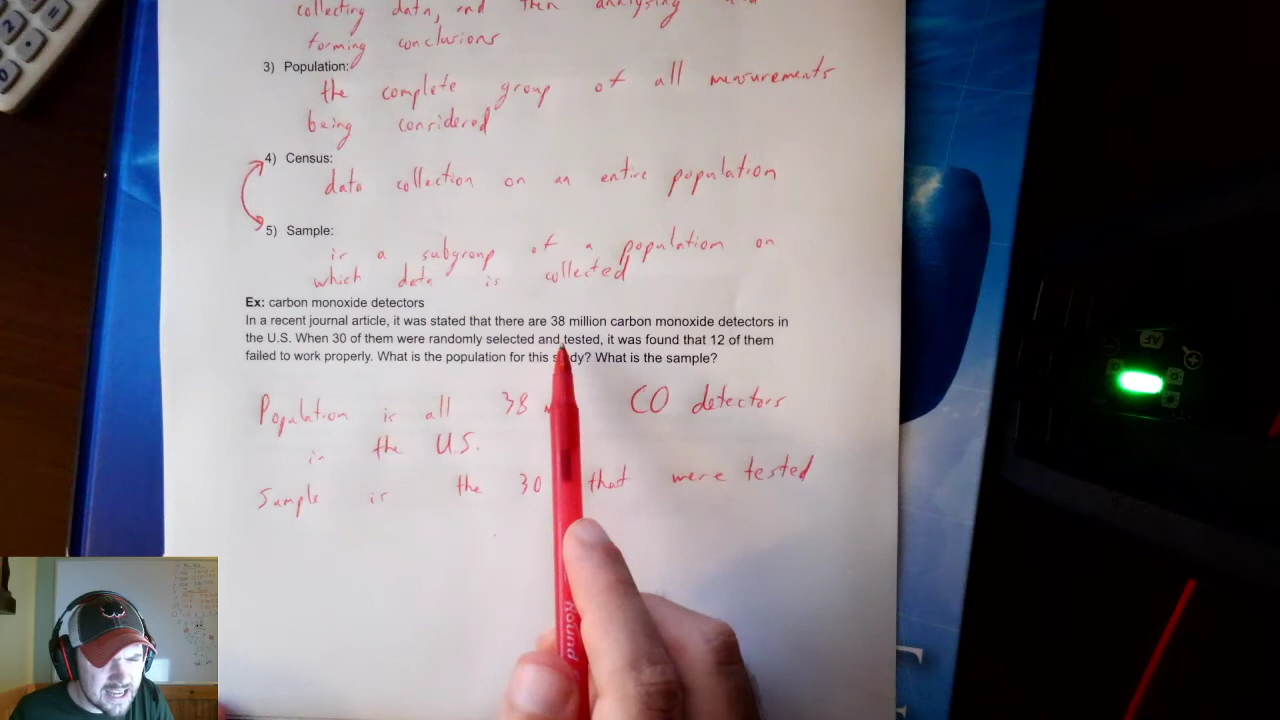 collecting data, and then analysing and
forming conclusions
3) Population:
the complete group of all measurements
being considered
4) Census:
data collection on an entire population
5) Sample:
is a subgroup of a population on
which data is collected
Ex: carbon monoxide detectors
In a recent journal article, it was stated that there are 38 million carbon monoxide detectors in
the U.S. When 30 of them were randomly selected and tested, it was found that 12 of them
failed to work properly. What is the population for this st dy? What is the sample?
Population is all 38 CO detectors
in the U.S.
Sample is the 30 that were tested
AF
Round